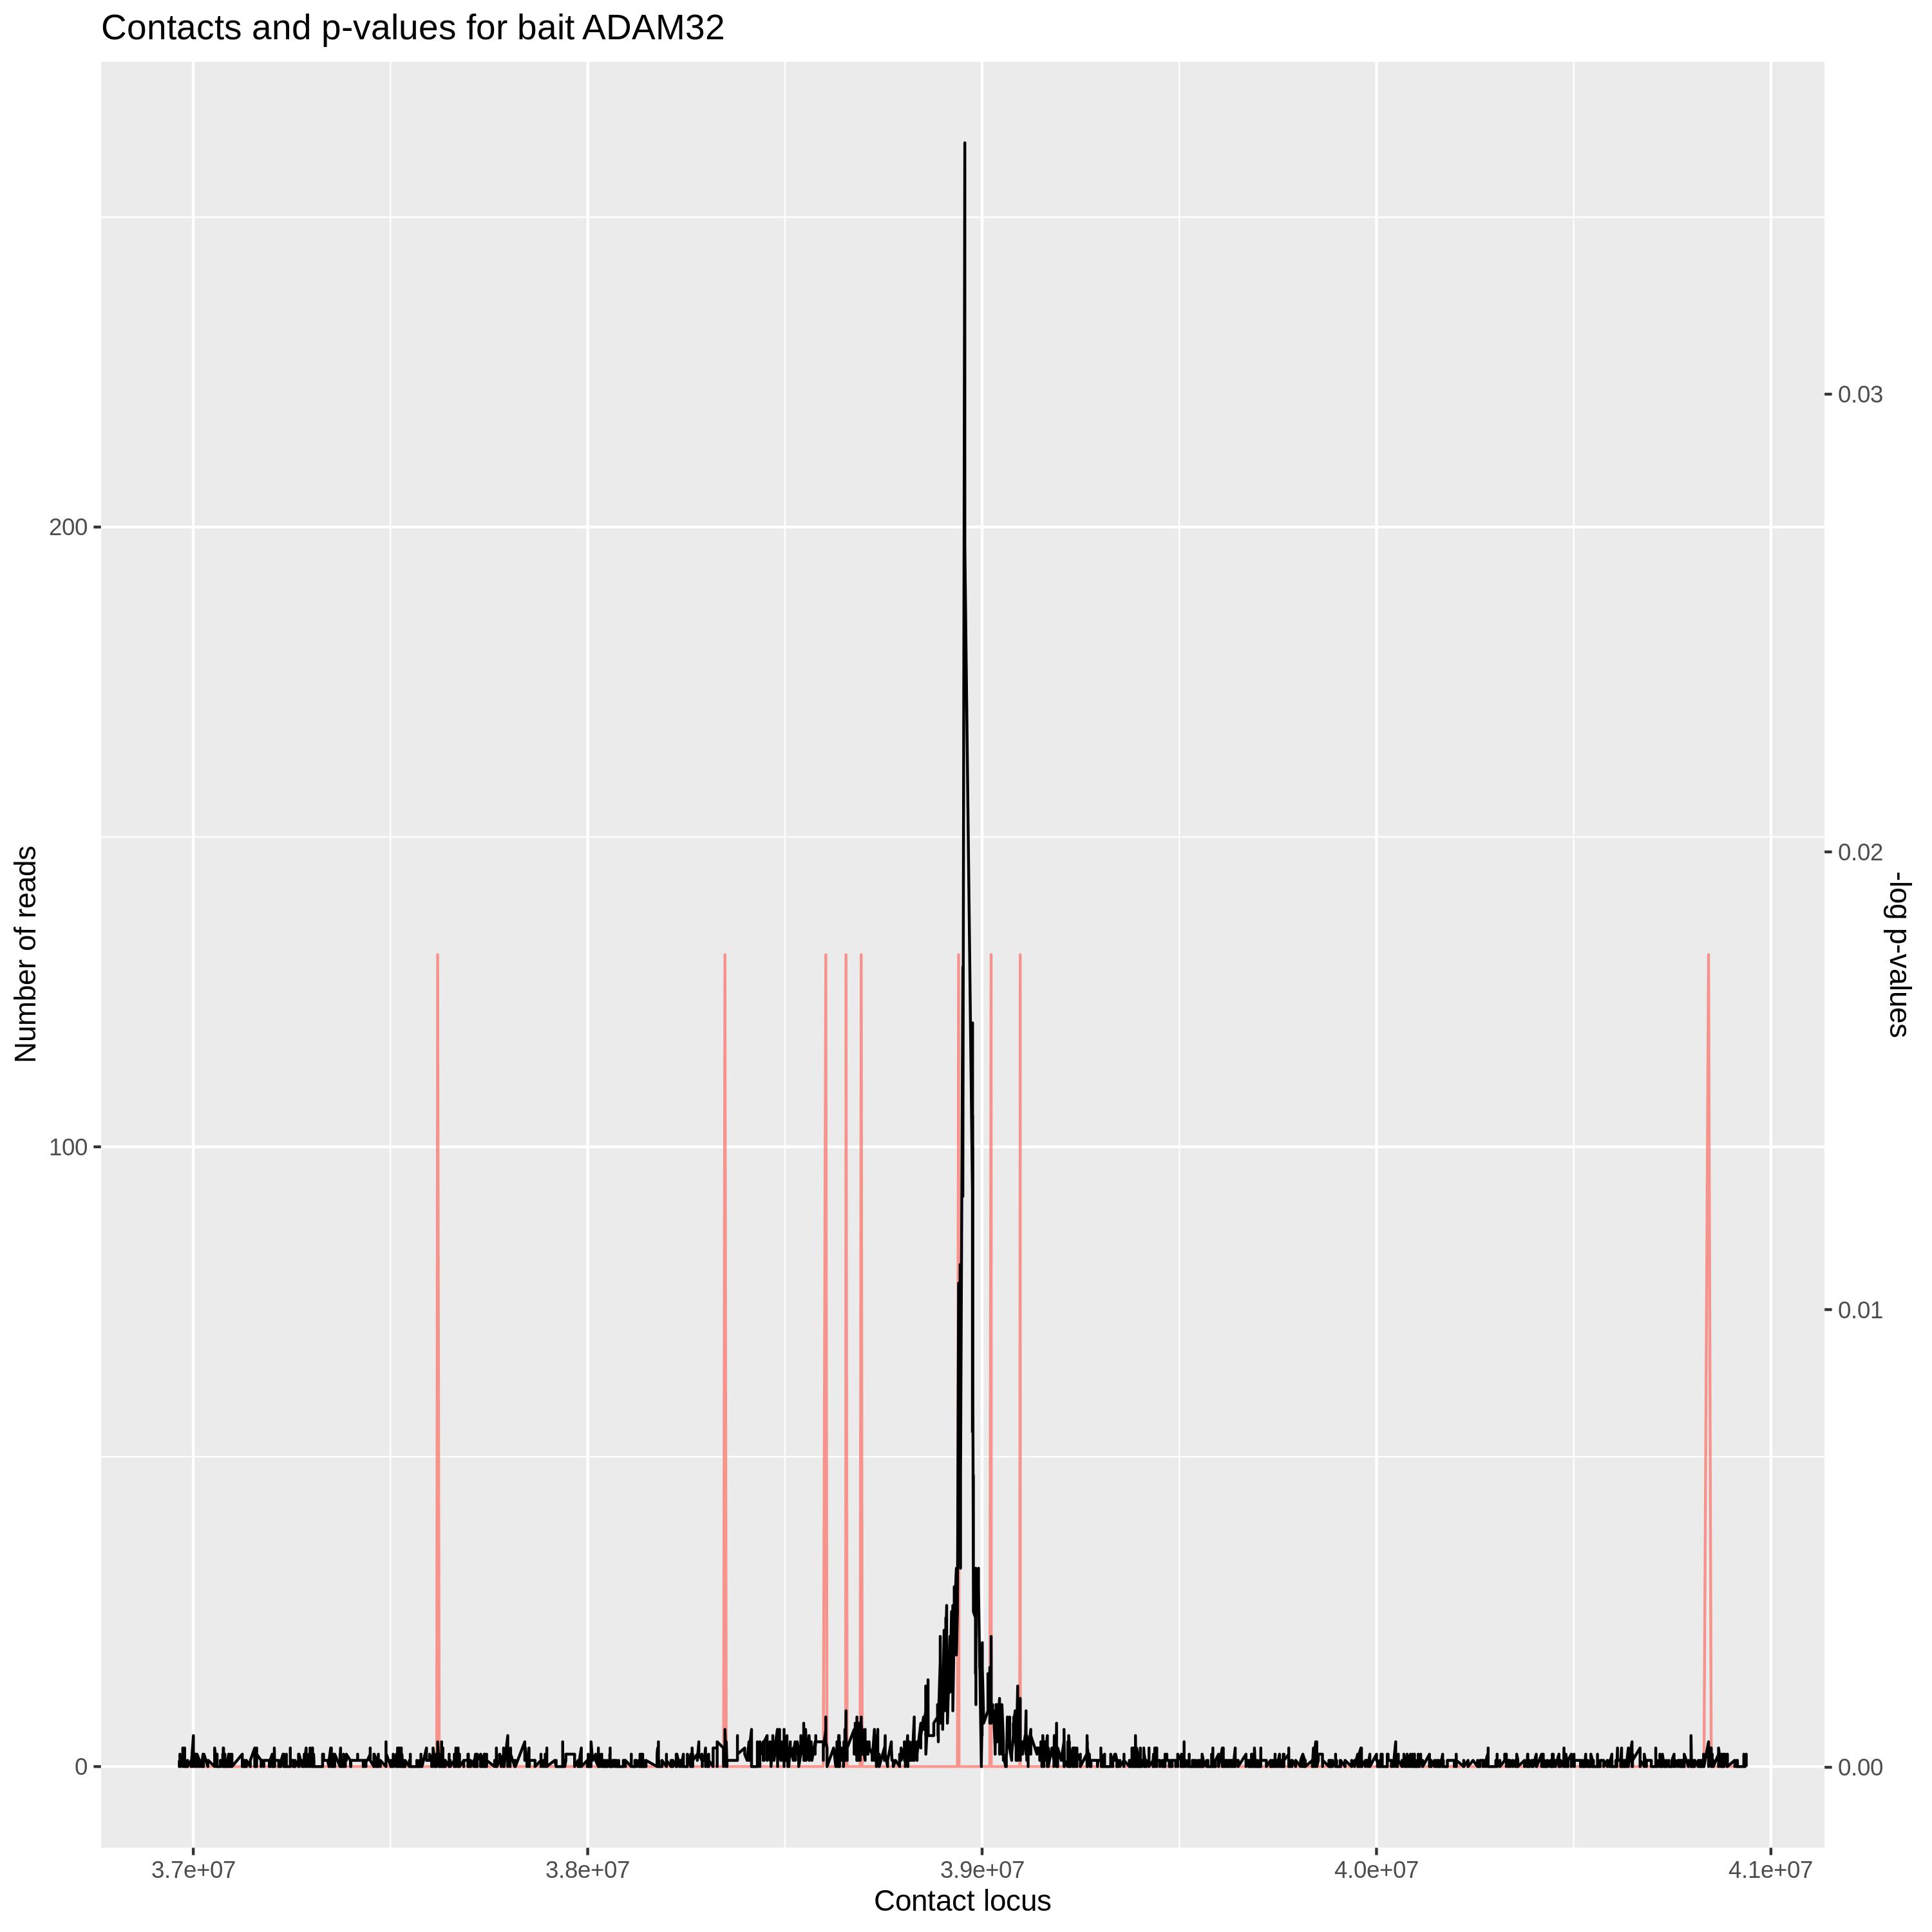 Contacts and p-values for bait ADAM32
Number of reads
200
100
0
0.03
0.02
0.01
0.00
-log p-values
3.7e+07
3.8e+07
3.9e+07
4.0e+07
4.1e+07
Contact locus